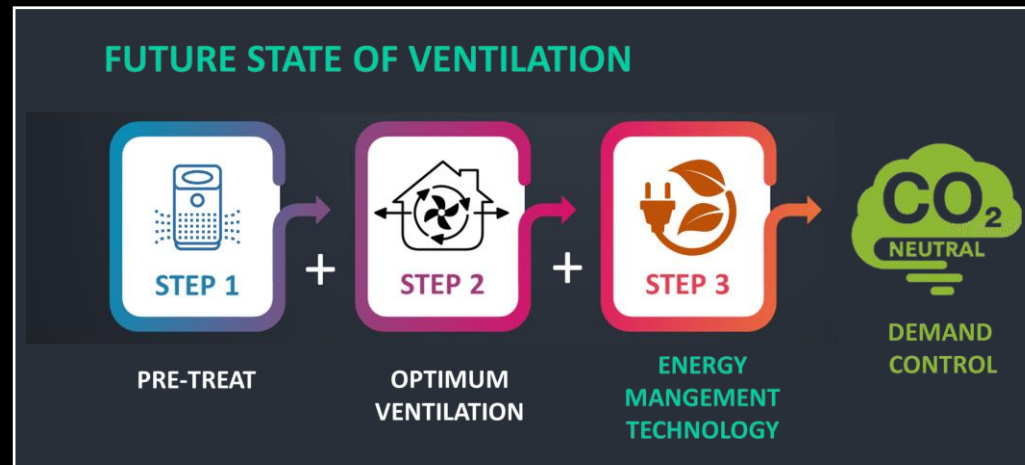 FUTURE STATE OF VENTILATION
STEP 1
+
STEP 2
+
STEP 3
CO2
NEUTRAL
PRE-TREAT
OPTIMUM
VENTILATION
ENERGY
MANGEMENT
TECHNOLOGY
DEMAND
CONTROL